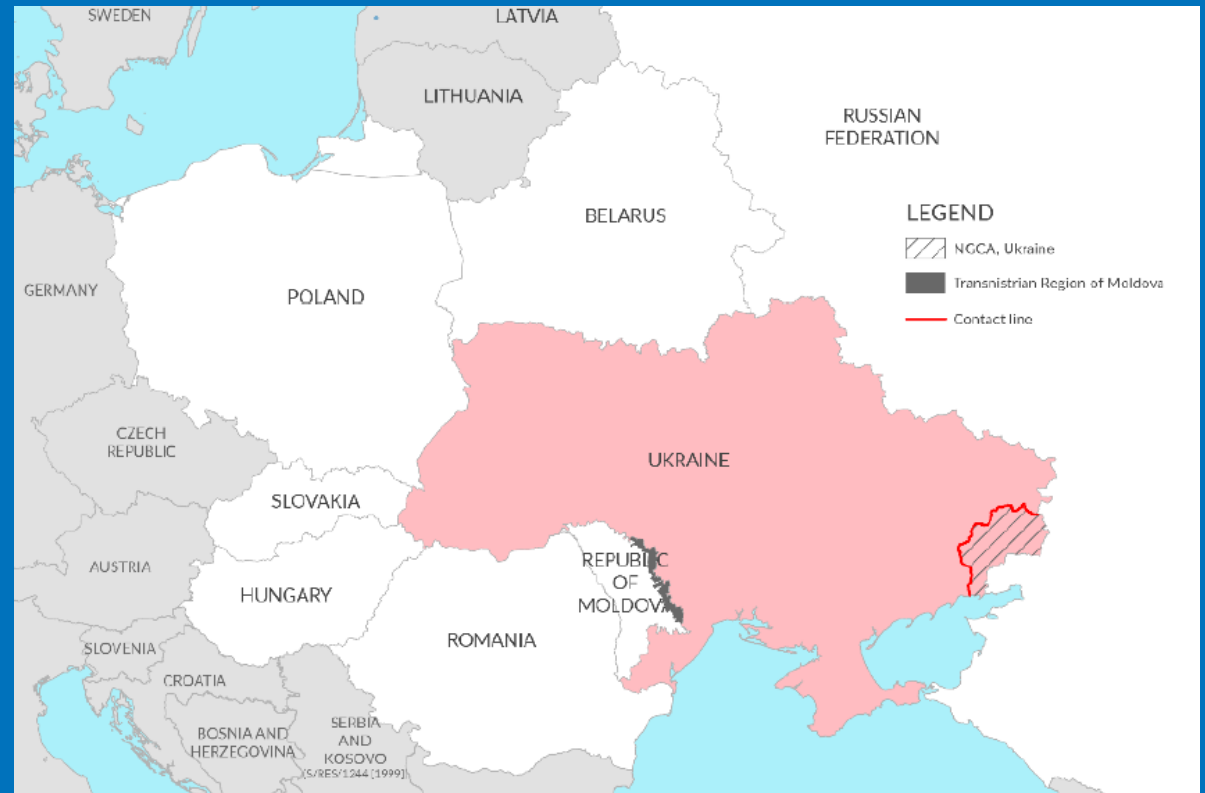 SWEDEN
LATVIA
LITHUANIA
RUSSIAN
FEDERATION
BELARUS
LEGEND
NGCA, Ukraine
Transnistrian Region of Moldova
Contact line
GERMANY
POLAND
CZECH
REPUBLIC
UKRAINE
SLOVAKIA
AUSTRIA
HUNGARY
REPUBLIC
OF
MOLDOVA
ROMANIA
SLOVENIA
CROATIA
BOSNIA AND
HERZEGOVINA
SERBIA
AND
KOSOVO
(S/RES/1244 [1999]